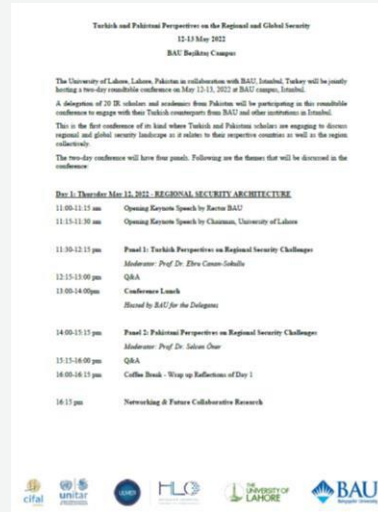 Turkish and Pakistani Perspectives on the Regional and Global Security
12-13 May 2022
BAU Beşiktaş Campus
The University of Lahore, Lahore, Pakistan in collaboration with BAU, Istanbul, Turkey will be jointly
hosting a two-day roundtable conference on May 12-13, 2022 at BAU campus, Istanbul.
A delegation of 20 IR scholars and academics from Pakistan will be participating in this roundtable
conference to engage with their Turkish counterparts from BAU and other institutions in Istanbul.
This is the first conference of its kind where Turkish and Pakistani scholars are engaging to discuss
regional and global security landscape as it relates to their respective countries as well as the region
collectively.
The two-day conference will have four panels. Following are the themes that will be discussed in the
conference:
Day 1: Thursday May 12, 2022 - REGIONAL SECURITY ARCHITECTURE
11:00-11:15 am Opening Keynote Speech by Rector BAU
11:15-11:30 am Opening Keynote Speech by Chairman, University of Lahore
11:30-12:15 pm Panel 1: Turkish Perspectives on Regional Security Challenges
Moderator: Prof. Dr. Ebru Canan-Sokullu
12:15-13:00 pm Q&A
13:00-14:00pm Conference Lunch
Hosted by BAU for the Delegates
14:00-15:15 pm Panel 2: Pakistani Perspectives on Regional Security Challenges
Moderator: Prof. Dr. Selcen Öner
15:15-16:00 pm Q&A
16:00-16:15 pm Coffee Break - Wrap up Reflections of Day 1
16:15 pm Networking & Future Collaborative Research
cifal
unitar
HLC
THE
UNIVERSITY OF
LAHORE
BAU